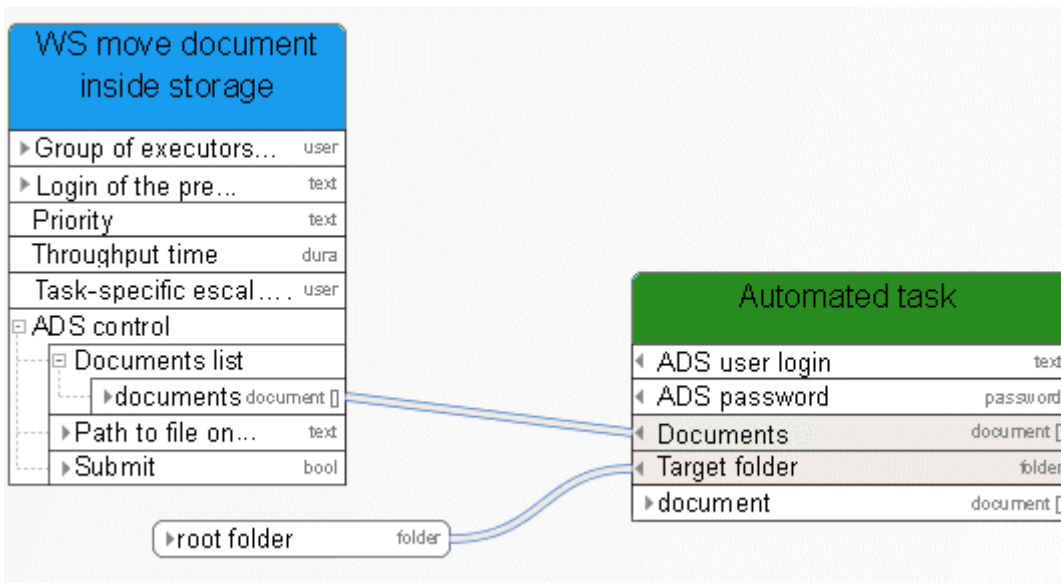 WS move document
inside storage
Group of executors... user
Login of the pre... text
Priority text
Throughput time dura
Task-specific escal.... user
ADS control
Documents list
documents document []
Path to file on... text
Submit bool
root folder folder
Automated task
ADS user login text
ADS password password
Documents document [
Target folder folder
document document [